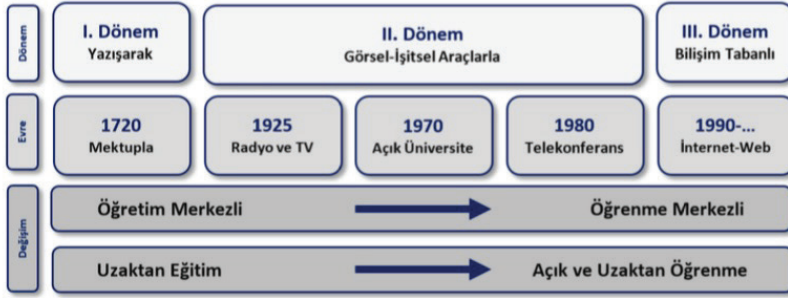 Dönem
I. Dönem
Yazışarak
II. Dönem
Görsel-İşitsel Araçlarla
III. Dönem
Bilişim Tabanlı
Evre
1720
Mektupla
1925
Radyo ve TV
1970
Açık Üniversite
1980
Telekonferans
1990-...
İnternet-Web
Değişim
Öğretim Merkezli
Öğrenme Merkezli
Uzaktan Eğitim
Açık ve Uzaktan Öğrenme